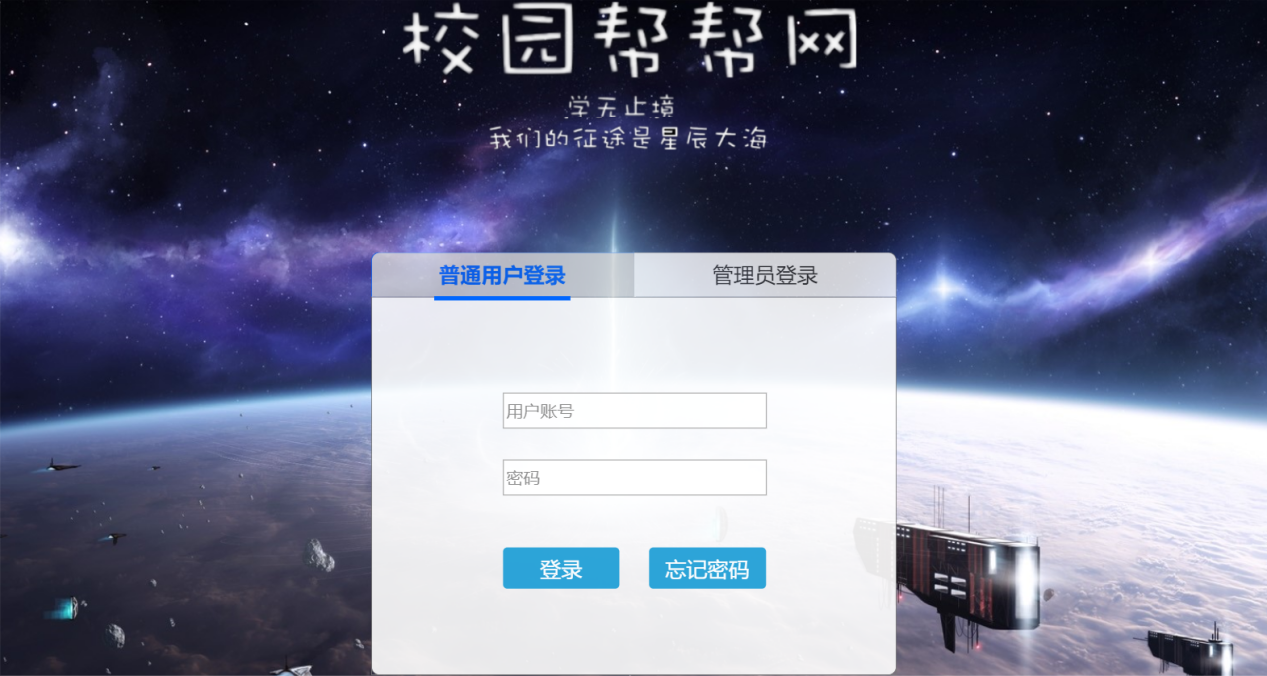 校园帮帮网
学无止境
我们的征途是星辰大海
普通用户登录 管理员登录
用户账号
密码
登录 忘记密码